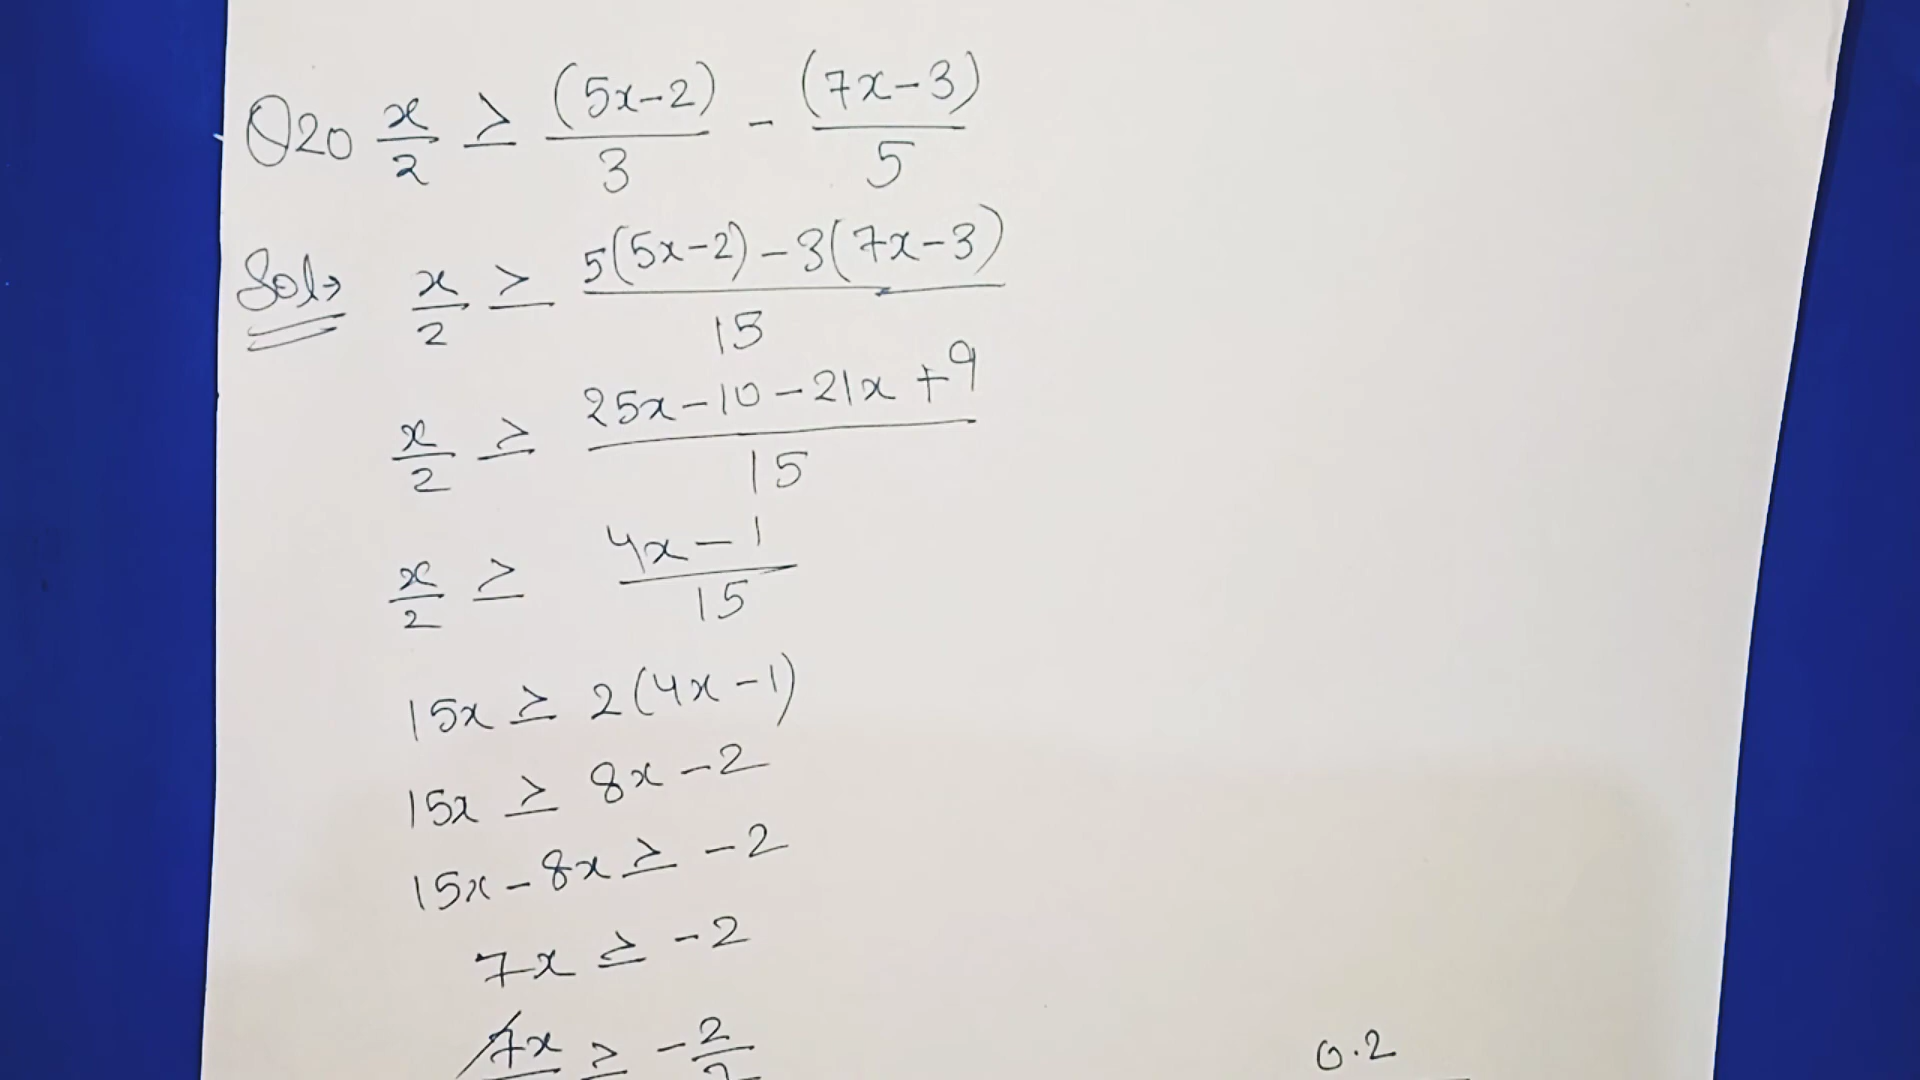 Q20 x/2 ≥ (5x-2)/3 - (7x-3)/5
Sol→ x/2 ≥ 5(5x-2)-3(7x-3)/15
x/2 ≥ 25x-10-21x+9/15
x/2 ≥ 4x-1/15
15x ≥ 2(4x-1)
15x ≥ 8x-2
15x-8x ≥ -2
7x ≥ -2
7x ≥ -2
0.2